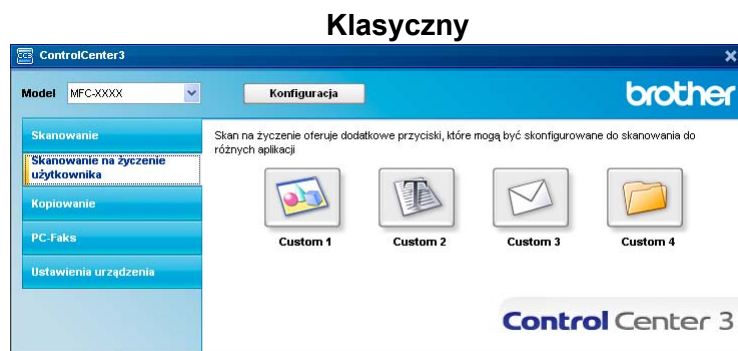 Klasyczny
ControlCenter3
Model MFC-XXXX Konfiguracja brother
Skanowanie
Skanowanie na życzenie
użytkownika
Kopiowanie
PC-Faks
Ustawienia urządzenia
Skan na życzenie oferuje dodatkowe przyciski, które mogą być skonfigurowane do skanowania do
różnych aplikacji
Custom 1 Custom 2 Custom 3 Custom 4
Control Center 3